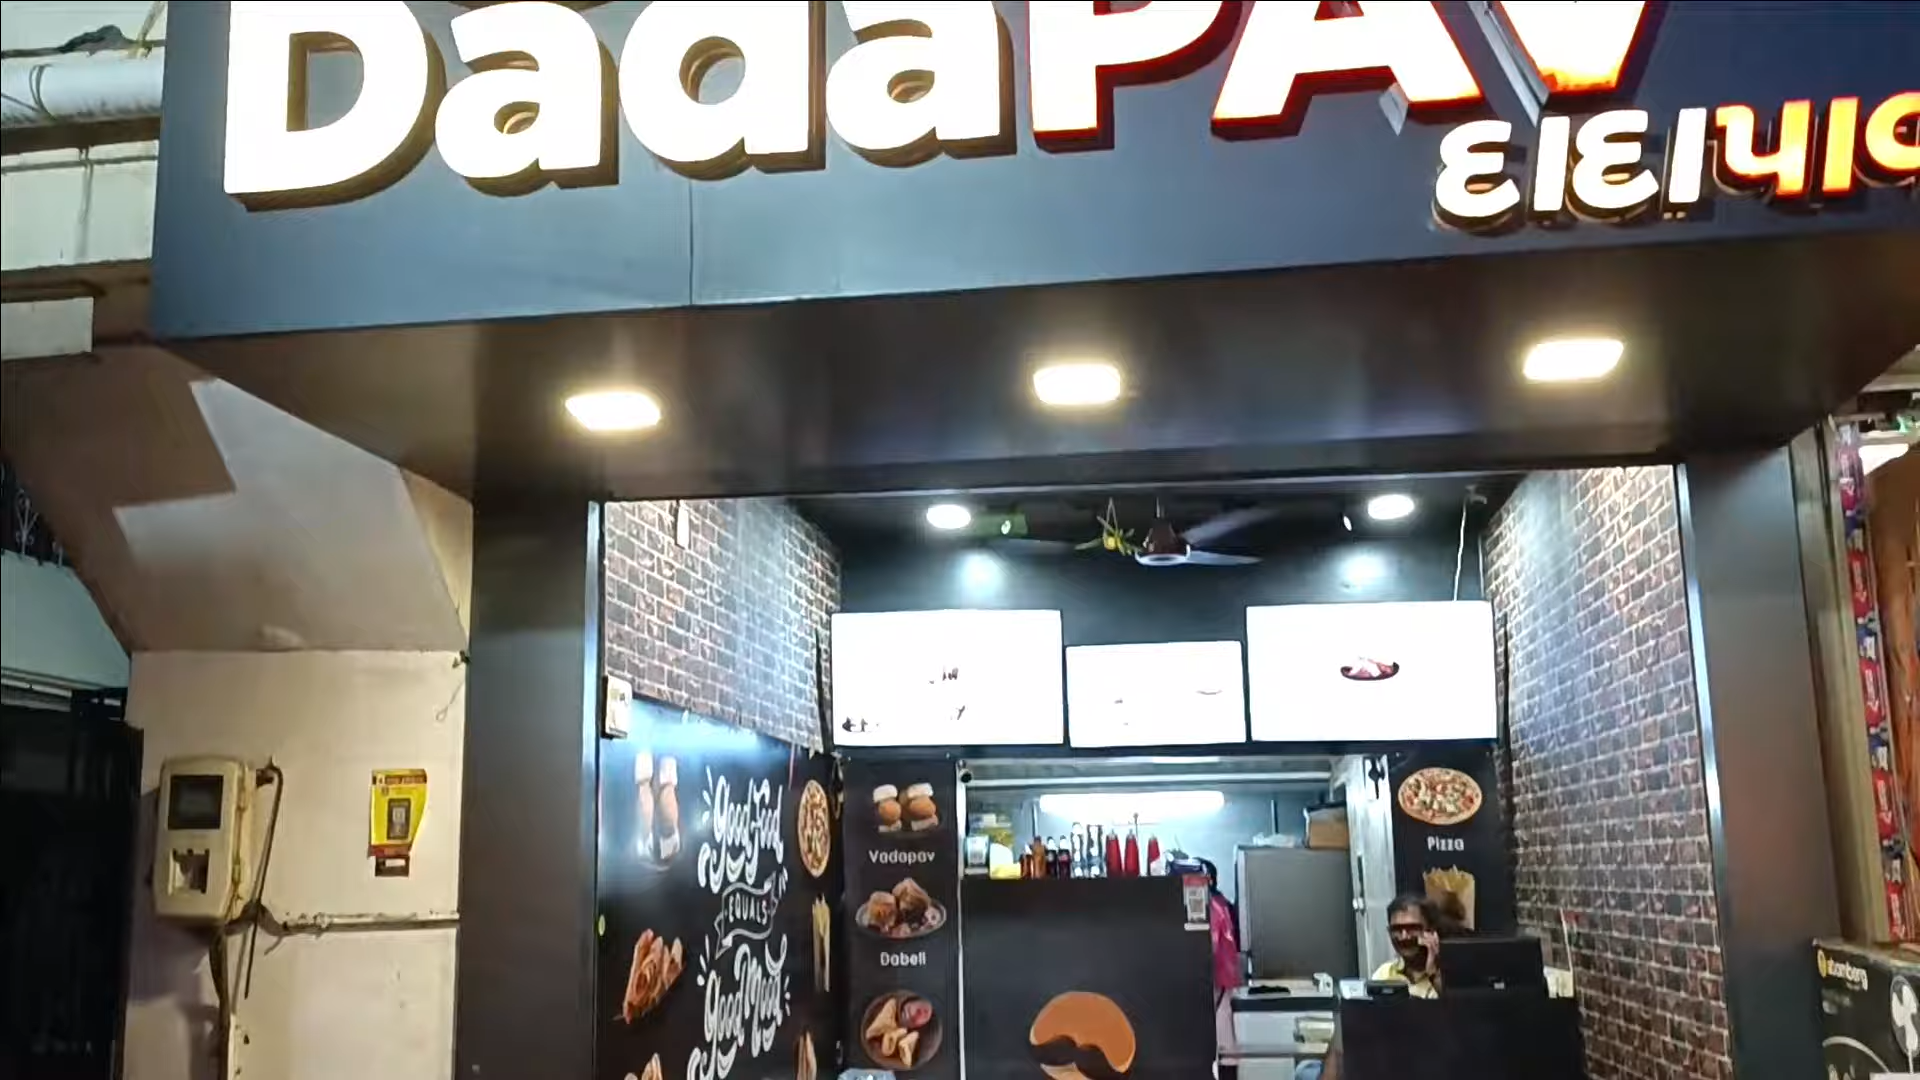 DadaPAV
દાદાપાવ
Good Food
EQUALS
Good Mood
Vadapav
Dabeli
Pizza